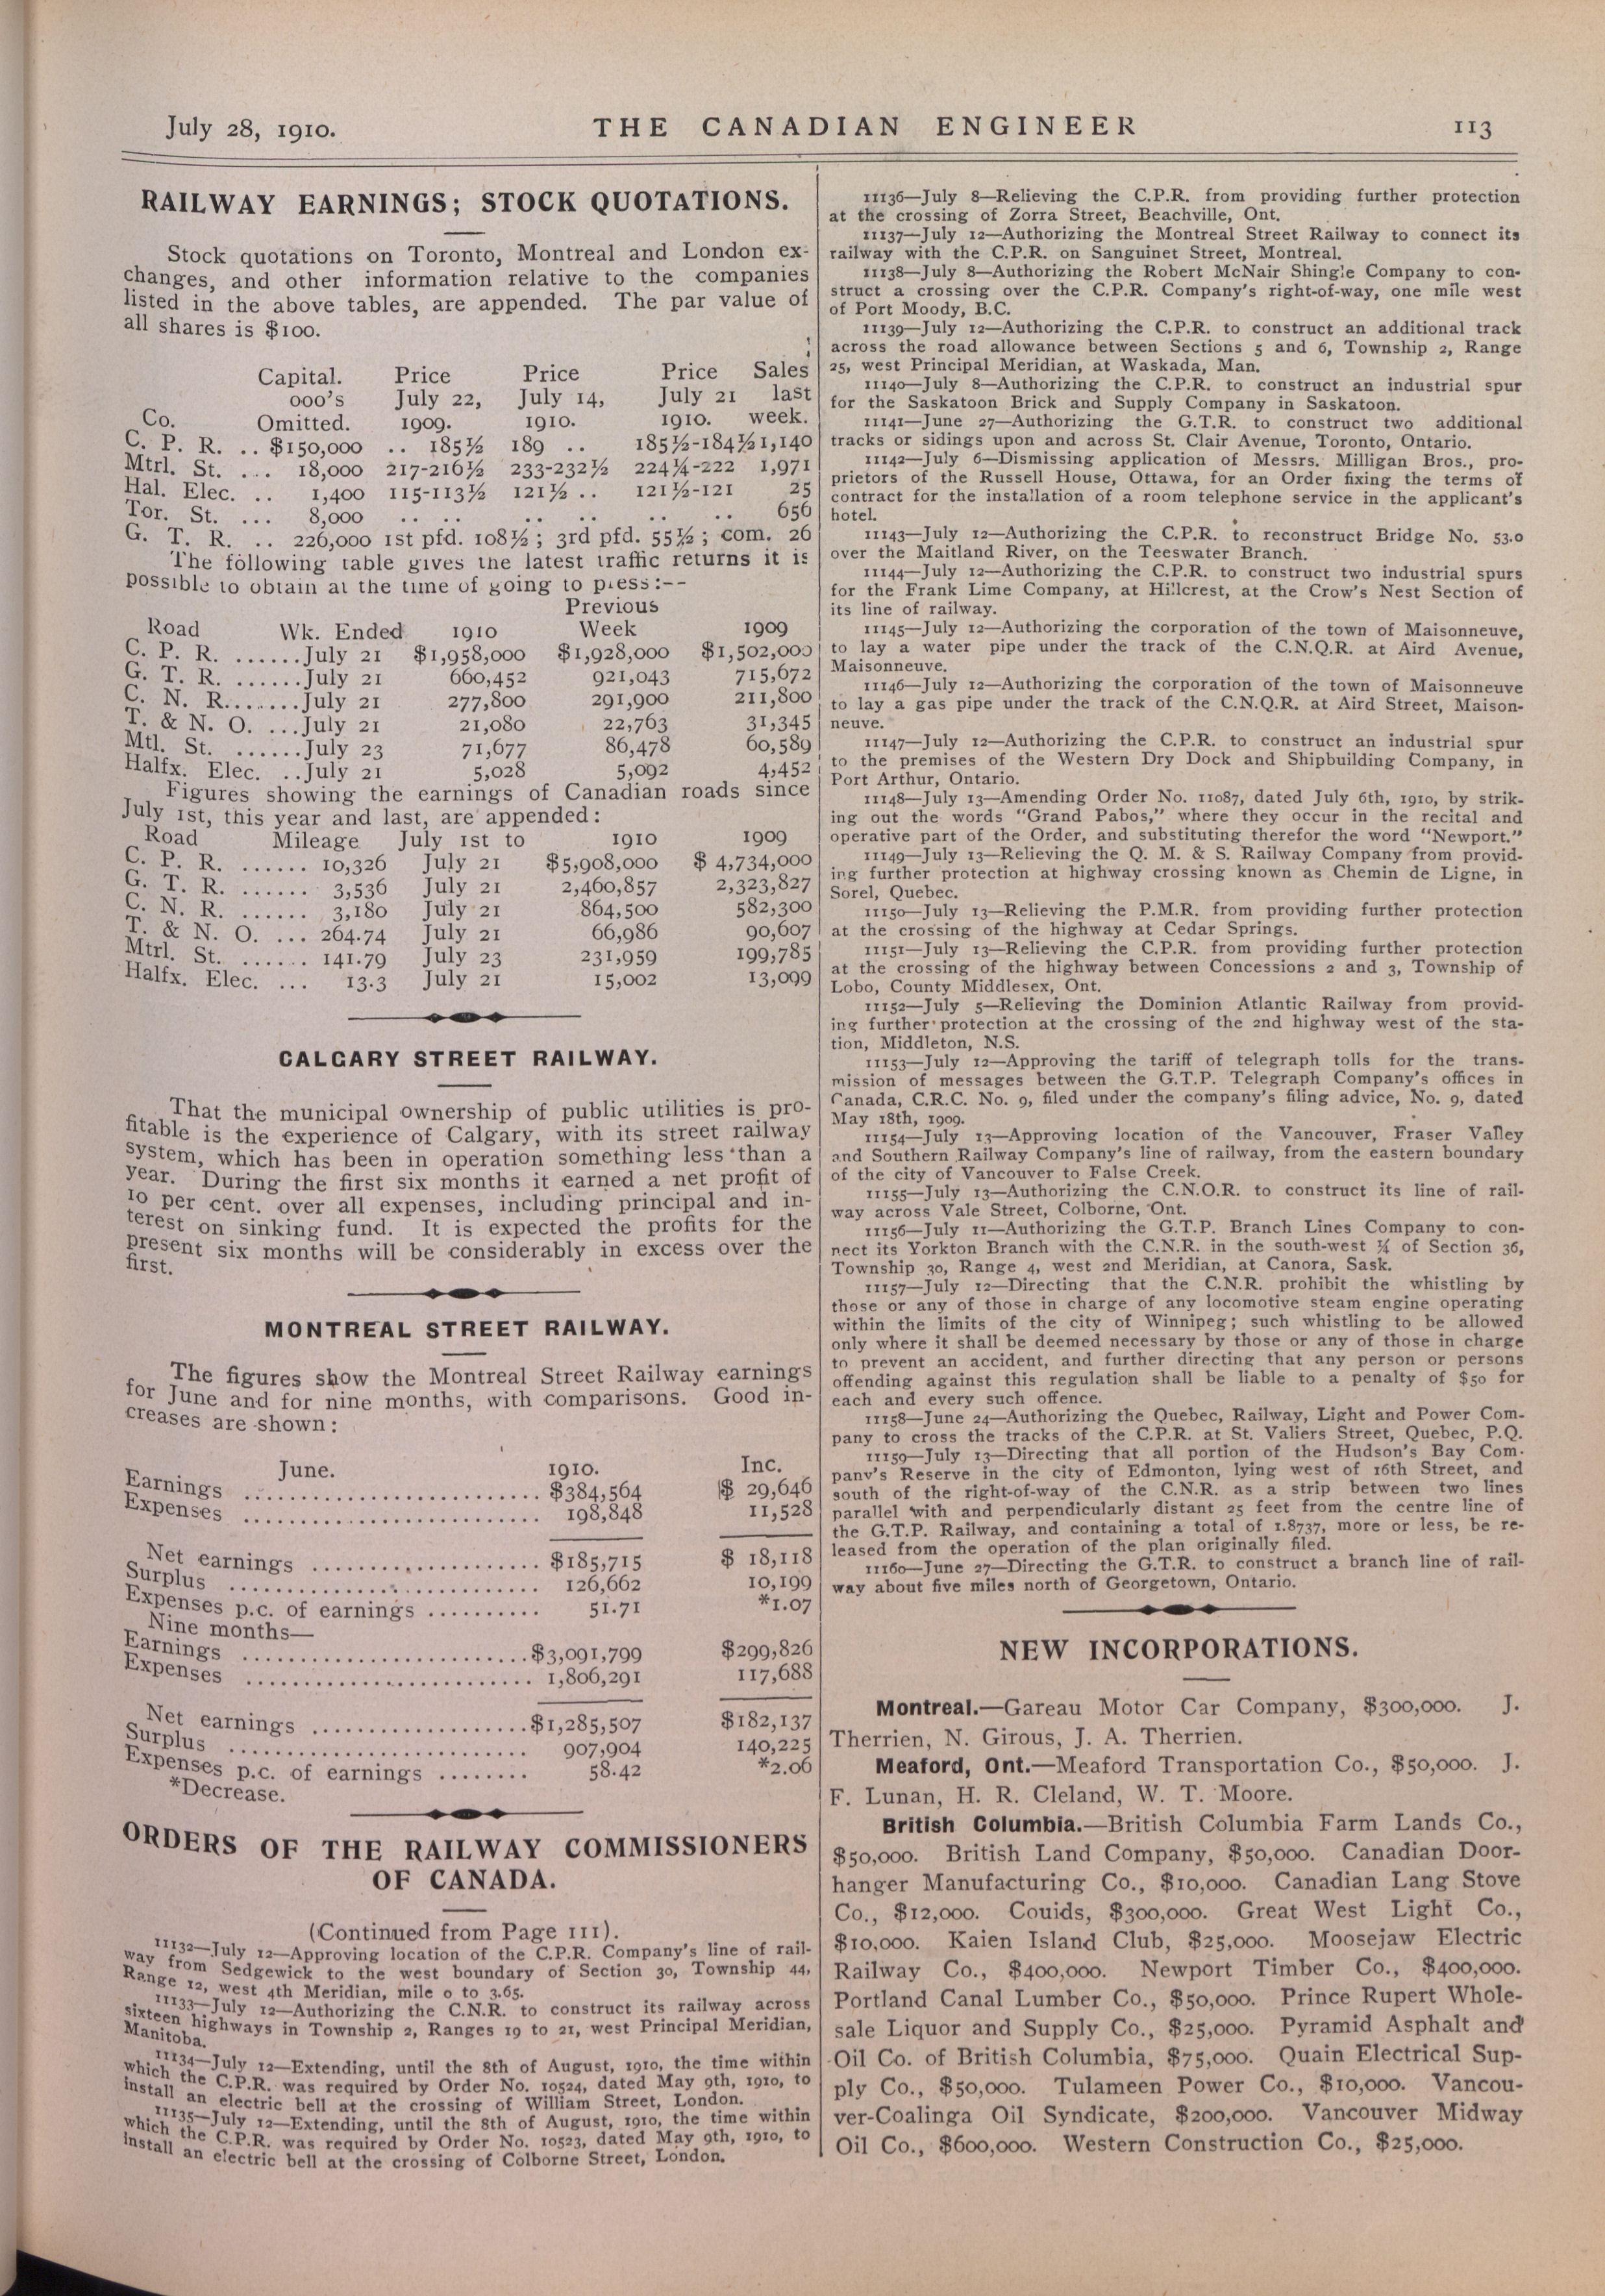 July 28, 1910.
THE CANADIAN ENGINEER
113
RAILWAY EARNINGS; STOCK QUOTATIONS.
Stock quotations on Toronto, Montreal and London ex-
changes, and other information relative to the companies
listed in the above tables, are appended. The par value of
all shares is $100.
Capital. Price Price Price Sales
000's July 22, July 14, July 21 last
Co. Omitted. 1909. 1910. 1910. week.
C. P. R. .. $150,000 .. 185½ 189 .. 185½-184½ 1,140
Mtrl. St. ... 18,000 217-216½ 233-232½ 224¼-222 1,971
Hal. Elec. .. 1,400 115-113½ 121½ .. 121½-121 25
Tor. St. ... 8,000 .. .. .. .. .. .. 656
G. T. R. .. 226,000 1st pfd. 108½; 3rd pfd. 55½; com. 26
The following table gives the latest traffic returns it is
possible to obtain at the time of going to press:--
Previous
Road Wk. Ended 1910 Week 1909
C. P. R. ......July 21 $1,958,000 $1,928,000 $1,502,000
G. T. R. ......July 21 660,452 921,043 715,672
C. N. R.......July 21 277,800 291,900 211,800
T. & N. O. ...July 21 21,080 22,763 31,345
Mtl. St. ......July 23 71,677 86,478 60,589
Halfx. Elec. ..July 21 5,028 5,092 4,452
Figures showing the earnings of Canadian roads since
July 1st, this year and last, are appended:
Road Mileage July 1st to 1910 1909
C. P. R. ...... 10,326 July 21 $5,908,000 $ 4,734,000
G. T. R. ...... 3,536 July 21 2,460,857 2,323,827
C. N. R. ...... 3,180 July 21 864,500 582,300
T. & N. O. ... 264.74 July 21 66,986 90,607
Mtrl. St. ...... 141.79 July 23 231,959 199,785
Halfx. Elec. ... 13.3 July 21 15,002 13,099
CALGARY STREET RAILWAY.
That the municipal ownership of public utilities is pro-
fitable is the experience of Calgary, with its street railway
system, which has been in operation something less than a
year. During the first six months it earned a net profit of
10 per cent. over all expenses, including principal and in-
terest on sinking fund. It is expected the profits for the
present six months will be considerably in excess over the
first.
MONTREAL STREET RAILWAY.
The figures show the Montreal Street Railway earnings
for June and for nine months, with comparisons. Good in-
creases are shown:
June. 1910. Inc.
Earnings ............................ $384,564 $ 29,646
Expenses ............................ 198,848 11,528
Net earnings ...................... $185,715 $ 18,118
Surplus ............................ 126,662 10,199
Expenses p.c. of earnings .......... 51.71 *1.07
Nine months—
Earnings ..........................$3,091,799 $299,826
Expenses .......................... 1,806,291 117,688
Net earnings ...................$1,285,507 $182,137
Surplus .......................... 907,904 140,225
Expenses p.c. of earnings ........ 58.42 *2.06
*Decrease.
ORDERS OF THE RAILWAY COMMISSIONERS
OF CANADA.
(Continued from Page 111).
11132—July 12—Approving location of the C.P.R. Company's line of rail-
way from Sedgewick to the west boundary of Section 30, Township 44,
Range 12, west 4th Meridian, mile 0 to 3.65.
11133—July 12—Authorizing the C.N.R. to construct its railway across
sixteen highways in Township 2, Ranges 19 to 21, west Principal Meridian,
Manitoba.
11134—July 12—Extending, until the 8th of August, 1910, the time within
which the C.P.R. was required by Order No. 10524, dated May 9th, 1910, to
install an electric bell at the crossing of William Street, London.
11135—July 12—Extending, until the 8th of August, 1910, the time within
which the C.P.R. was required by Order No. 10523, dated May 9th, 1910, to
install an electric bell at the crossing of Colborne Street, London.
11136—July 8—Relieving the C.P.R. from providing further protection
at the crossing of Zorra Street, Beachville, Ont.
11137—July 12—Authorizing the Montreal Street Railway to connect its
railway with the C.P.R. on Sanguinet Street, Montreal.
11138—July 8—Authorizing the Robert McNair Shingle Company to con-
struct a crossing over the C.P.R. Company's right-of-way, one mile west
of Port Moody, B.C.
11139—July 12—Authorizing the C.P.R. to construct an additional track
across the road allowance between Sections 5 and 6, Township 2, Range
25, west Principal Meridian, at Waskada, Man.
11140—July 8—Authorizing the C.P.R. to construct an industrial spur
for the Saskatoon Brick and Supply Company in Saskatoon.
11141—June 27—Authorizing the G.T.R. to construct two additional
tracks or sidings upon and across St. Clair Avenue, Toronto, Ontario.
11142—July 6—Dismissing application of Messrs. Milligan Bros., pro-
prietors of the Russell House, Ottawa, for an Order fixing the terms of
contract for the installation of a room telephone service in the applicant's
hotel.
11143—July 12—Authorizing the C.P.R. to reconstruct Bridge No. 53.0
over the Maitland River, on the Teeswater Branch.
11144—July 12—Authorizing the C.P.R. to construct two industrial spurs
for the Frank Lime Company, at Hillcrest, at the Crow's Nest Section of
its line of railway.
11145—July 12—Authorizing the corporation of the town of Maisonneuve,
to lay a water pipe under the track of the C.N.Q.R. at Aird Avenue,
Maisonneuve.
11146—July 12—Authorizing the corporation of the town of Maisonneuve
to lay a gas pipe under the track of the C.N.Q.R. at Aird Street, Maison-
neuve.
11147—July 12—Authorizing the C.P.R. to construct an industrial spur
to the premises of the Western Dry Dock and Shipbuilding Company, in
Port Arthur, Ontario.
11148—July 13—Amending Order No. 11087, dated July 6th, 1910, by strik-
ing out the words "Grand Pabos," where they occur in the recital and
operative part of the Order, and substituting therefor the word "Newport."
11149—July 13—Relieving the Q. M. & S. Railway Company from provid-
ing further protection at highway crossing known as Chemin de Ligne, in
Sorel, Quebec.
11150—July 13—Relieving the P.M.R. from providing further protection
at the crossing of the highway at Cedar Springs.
11151—July 13—Relieving the C.P.R. from providing further protection
at the crossing of the highway between Concessions 2 and 3, Township of
Lobo, County Middlesex, Ont.
11152—July 5—Relieving the Dominion Atlantic Railway from provid-
ing further protection at the crossing of the 2nd highway west of the sta-
tion, Middleton, N.S.
11153—July 12—Approving the tariff of telegraph tolls for the trans-
mission of messages between the G.T.P. Telegraph Company's offices in
Canada, C.R.C. No. 9, filed under the company's filing advice, No. 9, dated
May 18th, 1909.
11154—July 13—Approving location of the Vancouver, Fraser Valley
and Southern Railway Company's line of railway, from the eastern boundary
of the city of Vancouver to False Creek.
11155—July 13—Authorizing the C.N.O.R. to construct its line of rail-
way across Vale Street, Colborne, Ont.
11156—July 11—Authorizing the G.T.P. Branch Lines Company to con-
nect its Yorkton Branch with the C.N.R. in the south-west ¼ of Section 36,
Township 30, Range 4, west 2nd Meridian, at Canora, Sask.
11157—July 12—Directing that the C.N.R. prohibit the whistling by
those or any of those in charge of any locomotive steam engine operating
within the limits of the city of Winnipeg; such whistling to be allowed
only where it shall be deemed necessary by those or any of those in charge
to prevent an accident, and further directing that any person or persons
offending against this regulation shall be liable to a penalty of $50 for
each and every such offence.
11158—June 24—Authorizing the Quebec, Railway, Light and Power Com-
pany to cross the tracks of the C.P.R. at St. Valiers Street, Quebec, P.Q.
11159—July 13—Directing that all portion of the Hudson's Bay Com-
pany's Reserve in the city of Edmonton, lying west of 16th Street, and
south of the right-of-way of the C.N.R. as a strip between two lines
parallel with and perpendicularly distant 25 feet from the centre line of
the G.T.P. Railway, and containing a total of 1.8737, more or less, be re-
leased from the operation of the plan originally filed.
11160—June 27—Directing the G.T.R. to construct a branch line of rail-
way about five miles north of Georgetown, Ontario.
NEW INCORPORATIONS.
Montreal.—Gareau Motor Car Company, $300,000. J.
Therrien, N. Girous, J. A. Therrien.
Meaford, Ont.—Meaford Transportation Co., $50,000. J.
F. Lunan, H. R. Cleland, W. T. Moore.
British Columbia.—British Columbia Farm Lands Co.,
$50,000. British Land Company, $50,000. Canadian Door-
hanger Manufacturing Co., $10,000. Canadian Lang Stove
Co., $12,000. Couids, $300,000. Great West Light Co.,
$10,000. Kaien Island Club, $25,000. Moosejaw Electric
Railway Co., $400,000. Newport Timber Co., $400,000.
Portland Canal Lumber Co., $50,000. Prince Rupert Whole-
sale Liquor and Supply Co., $25,000. Pyramid Asphalt and
Oil Co. of British Columbia, $75,000. Quain Electrical Sup-
ply Co., $50,000. Tulameen Power Co., $10,000. Vancou-
ver-Coalinga Oil Syndicate, $200,000. Vancouver Midway
Oil Co., $600,000. Western Construction Co., $25,000.